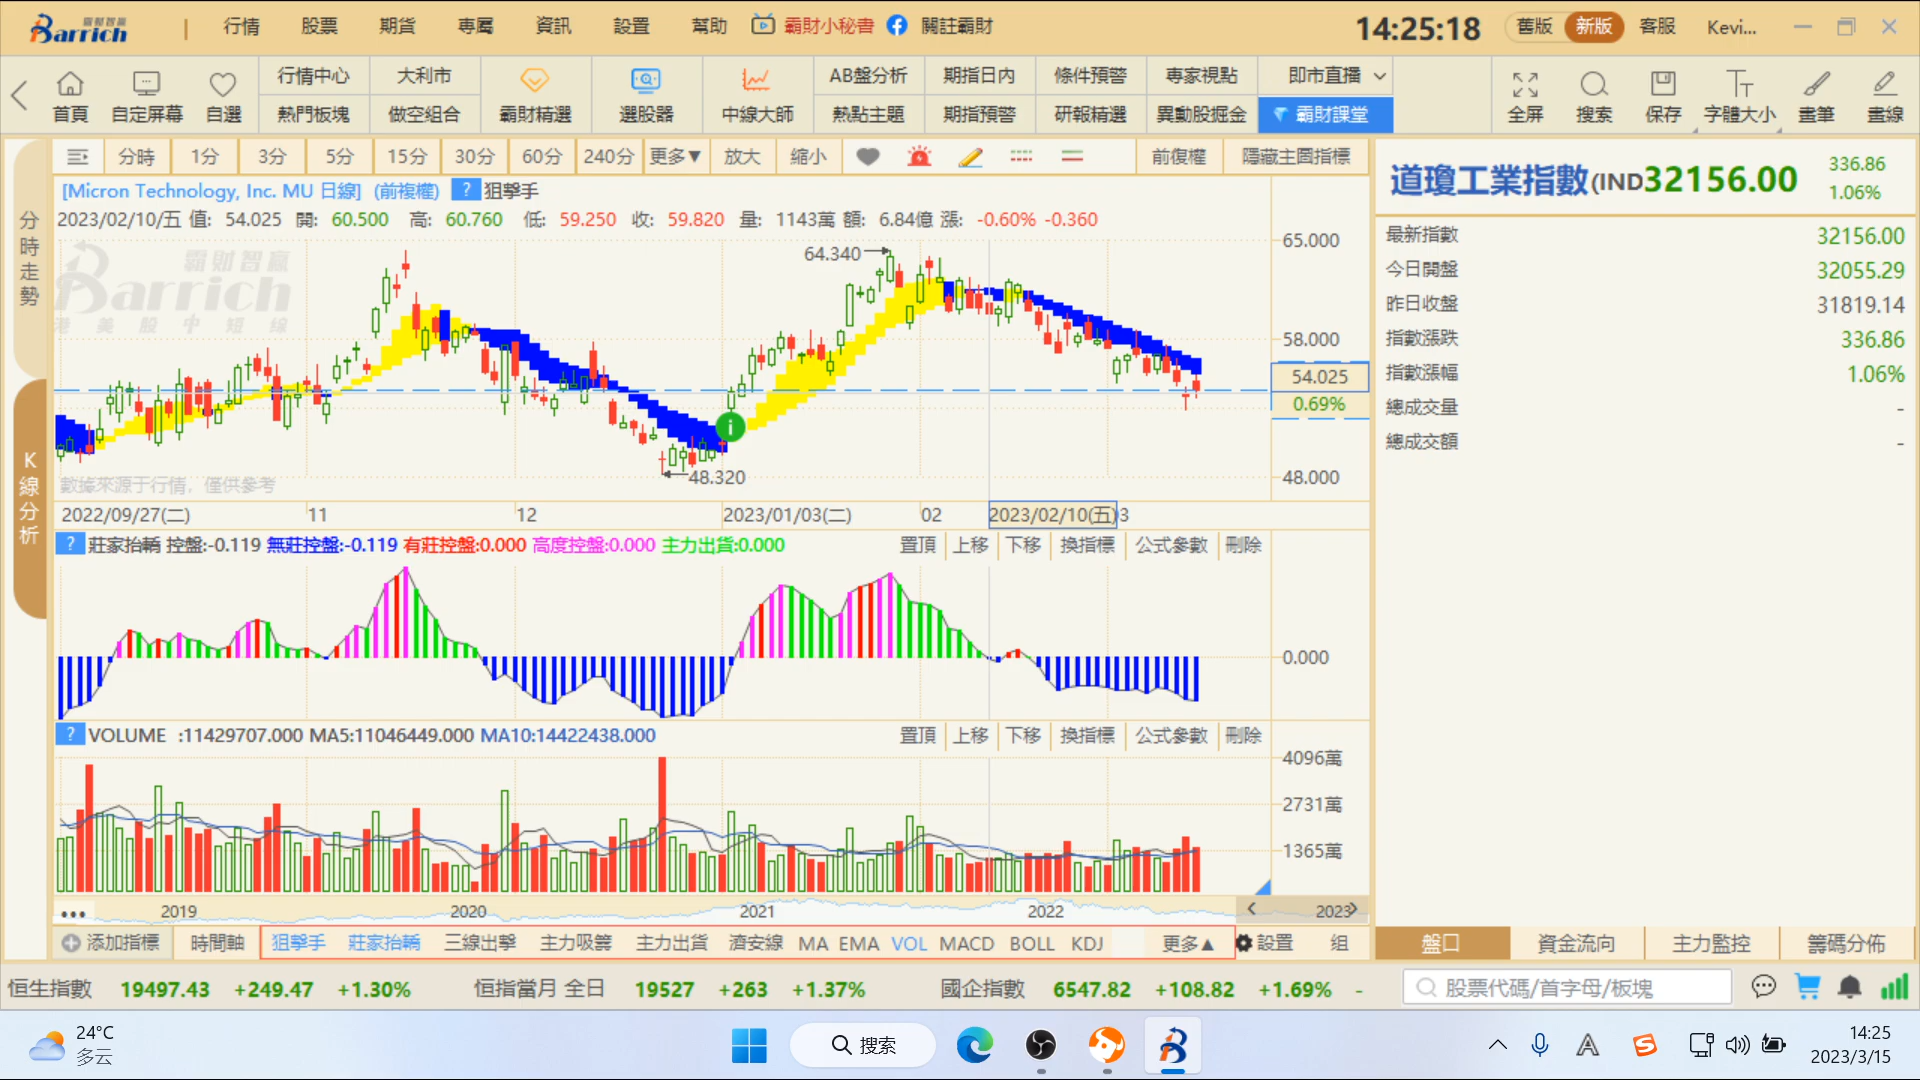 霸財智贏
Barrich
行情 股票 期貨 專屬 資訊 設置 幫助 霸財小秘書 關註霸財
14:25:18 舊版 新版 客服 Kevi...
首頁 自定屏幕 自選
行情中心 大利市 霸財精選 選股器 中線大師 AB盤分析 期指日內 條件預警 專家視點 即市直播
熱門板塊 做空組合 熱點主題 期指預警 研報精選 異動股掘金 霸財課堂
全屏 搜索 保存 字體大小 畫筆 畫線
分時走勢
K線分析
分時 1分 3分 5分 15分 30分 60分 240分 更多▼ 放大 縮小 前復權 隱藏主圖指標
[Micron Technology, Inc. MU 日線] (前複權) ? 狙擊手
2023/02/10/五 值: 54.025 開: 60.500 高: 60.760 低: 59.250 收: 59.820 量: 1143萬 額: 6.84億 漲: -0.60% -0.360
霸財智贏
Barrich
港美股中短線
64.340
48.320
65.000
58.000
54.025
0.69%
48.000
i
數據來源于行情，僅供參考
2022/09/27(二) 11 12 2023/01/03(二) 02 2023/02/10(五) 3
? 莊家抬轎 控盤:-0.119 無莊控盤:-0.119 有莊控盤:0.000 高度控盤:0.000 主力出貨:0.000
置頂 上移 下移 換指標 公式參數 刪除
0.000
? VOLUME :11429707.000 MA5:11046449.000 MA10:14422438.000
置頂 上移 下移 換指標 公式參數 刪除
4096萬
2731萬
1365萬
2019 2020 2021 2022 2023
添加指標 時間軸 狙擊手 莊家抬轎 三線出擊 主力吸籌 主力出貨 濟安線 MA EMA VOL MACD BOLL KDJ 更多▲ 設置 组
道瓊工業指數(IND 32156.00
336.86
1.06%
最新指數 32156.00
今日開盤 32055.29
昨日收盤 31819.14
指數漲跌 336.86
指數漲幅 1.06%
總成交量 -
總成交額 -
盤口 資金流向 主力監控 籌碼分佈
恒生指數 19497.43 +249.47 +1.30% 恒指當月 全日 19527 +263 +1.37% 國企指數 6547.82 +108.82 +1.69% -
股票代碼/首字母/板塊
24°C
多云
搜索
14:25
2023/3/15